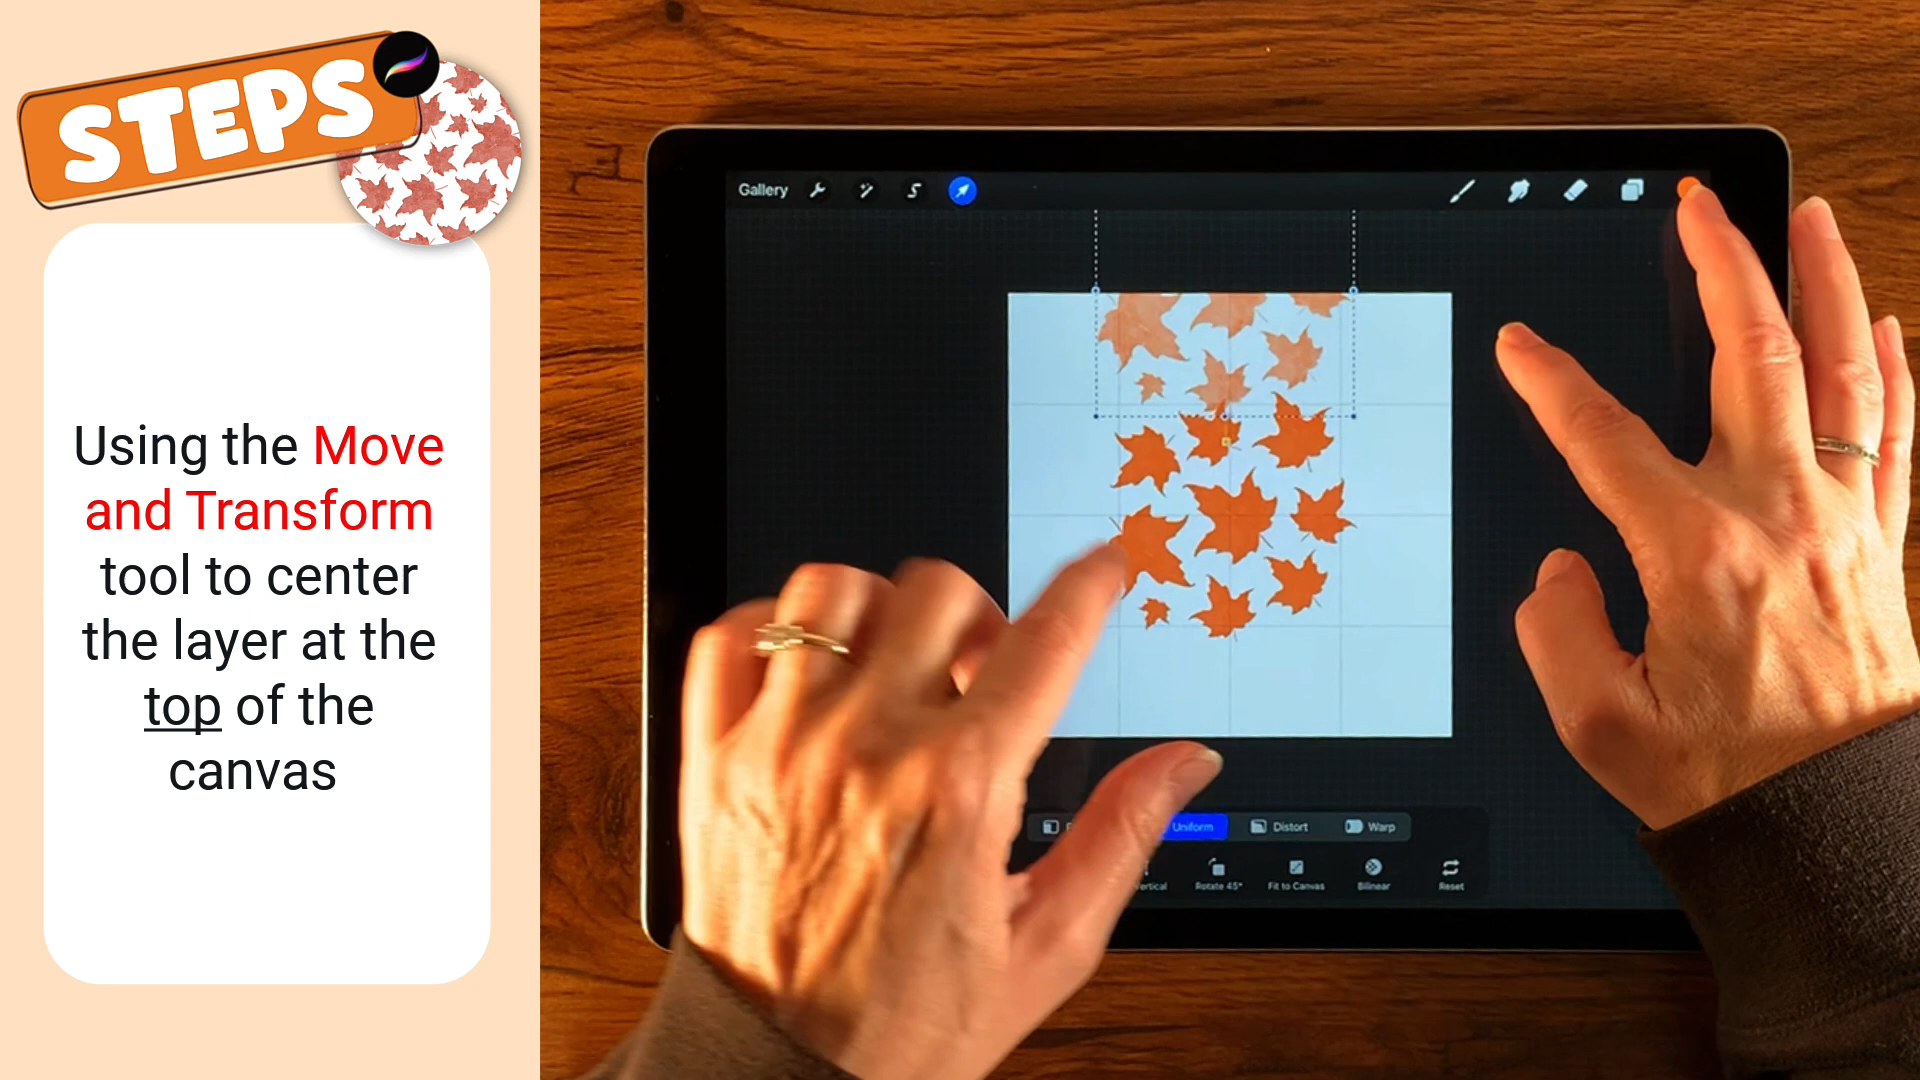 STEPS
Using the Move
and Transform
tool to center
the layer at the
top of the
canvas
Gallery
Uniform
Distort
Warp
Rotate 45°
Fit to Canvas
Bilinear
Reset